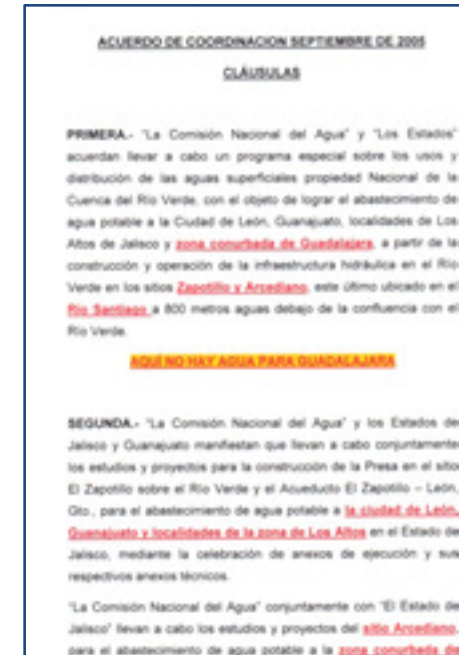 ACUERDO DE COORDINACION SEPTIEMBRE DE 2005
CLÁUSULAS
PRIMERA.- "La Comisión Nacional del Agua" y "Los Estados"
acuerdan llevar a cabo un programa especial sobre los usos y
distribución de las aguas superficiales propiedad Nacional de la
Cuenca del Río Verde, con el objeto de lograr el abastecimiento de
agua potable a la Ciudad de León, Guanajuato, localidades de Los
Altos de Jalisco y zona conurbada de Guadalajara, a partir de la
construcción y operación de la infraestructura hidráulica en el Río
Verde en los sitios Zapotillo y Arcediano, este último ubicado en el
Río Santiago a 800 metros aguas debajo de la confluencia con el
Río Verde.
AQUÍ NO HAY AGUA PARA GUADALAJARA
SEGUNDA.- "La Comisión Nacional del Agua" y los Estados de
Jalisco y Guanajuato manifiestan que llevan a cabo conjuntamente
los estudios y proyectos para la construcción de la Presa en el sitio
El Zapotillo sobre el Río Verde y el Acueducto El Zapotillo – León,
Gto., para el abastecimiento de agua potable a la ciudad de León,
Guanajuato y localidades de la zona de Los Altos en el Estado de
Jalisco, mediante la celebración de anexos de ejecución y sus
respectivos anexos técnicos.
"La Comisión Nacional del Agua" conjuntamente con "El Estado de
Jalisco" llevan a cabo los estudios y proyectos del sitio Arcediano,
para el abastecimiento de agua potable a la zona conurbada de